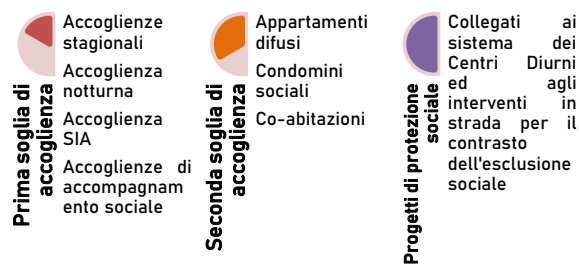 Prima soglia di
accoglienza
Accoglienze
stagionali
Accoglienza
notturna
Accoglienza
SIA
Accoglienze di
accompagnam
ento sociale
Seconda soglia di
accoglienza
Appartamenti
difusi
Condomini
sociali
Co-abitazioni
Progetti di protezione
sociale
Collegati ai
sistema dei
Centri Diurni
ed agli
interventi in
strada per il
contrasto
dell'esclusione
sociale